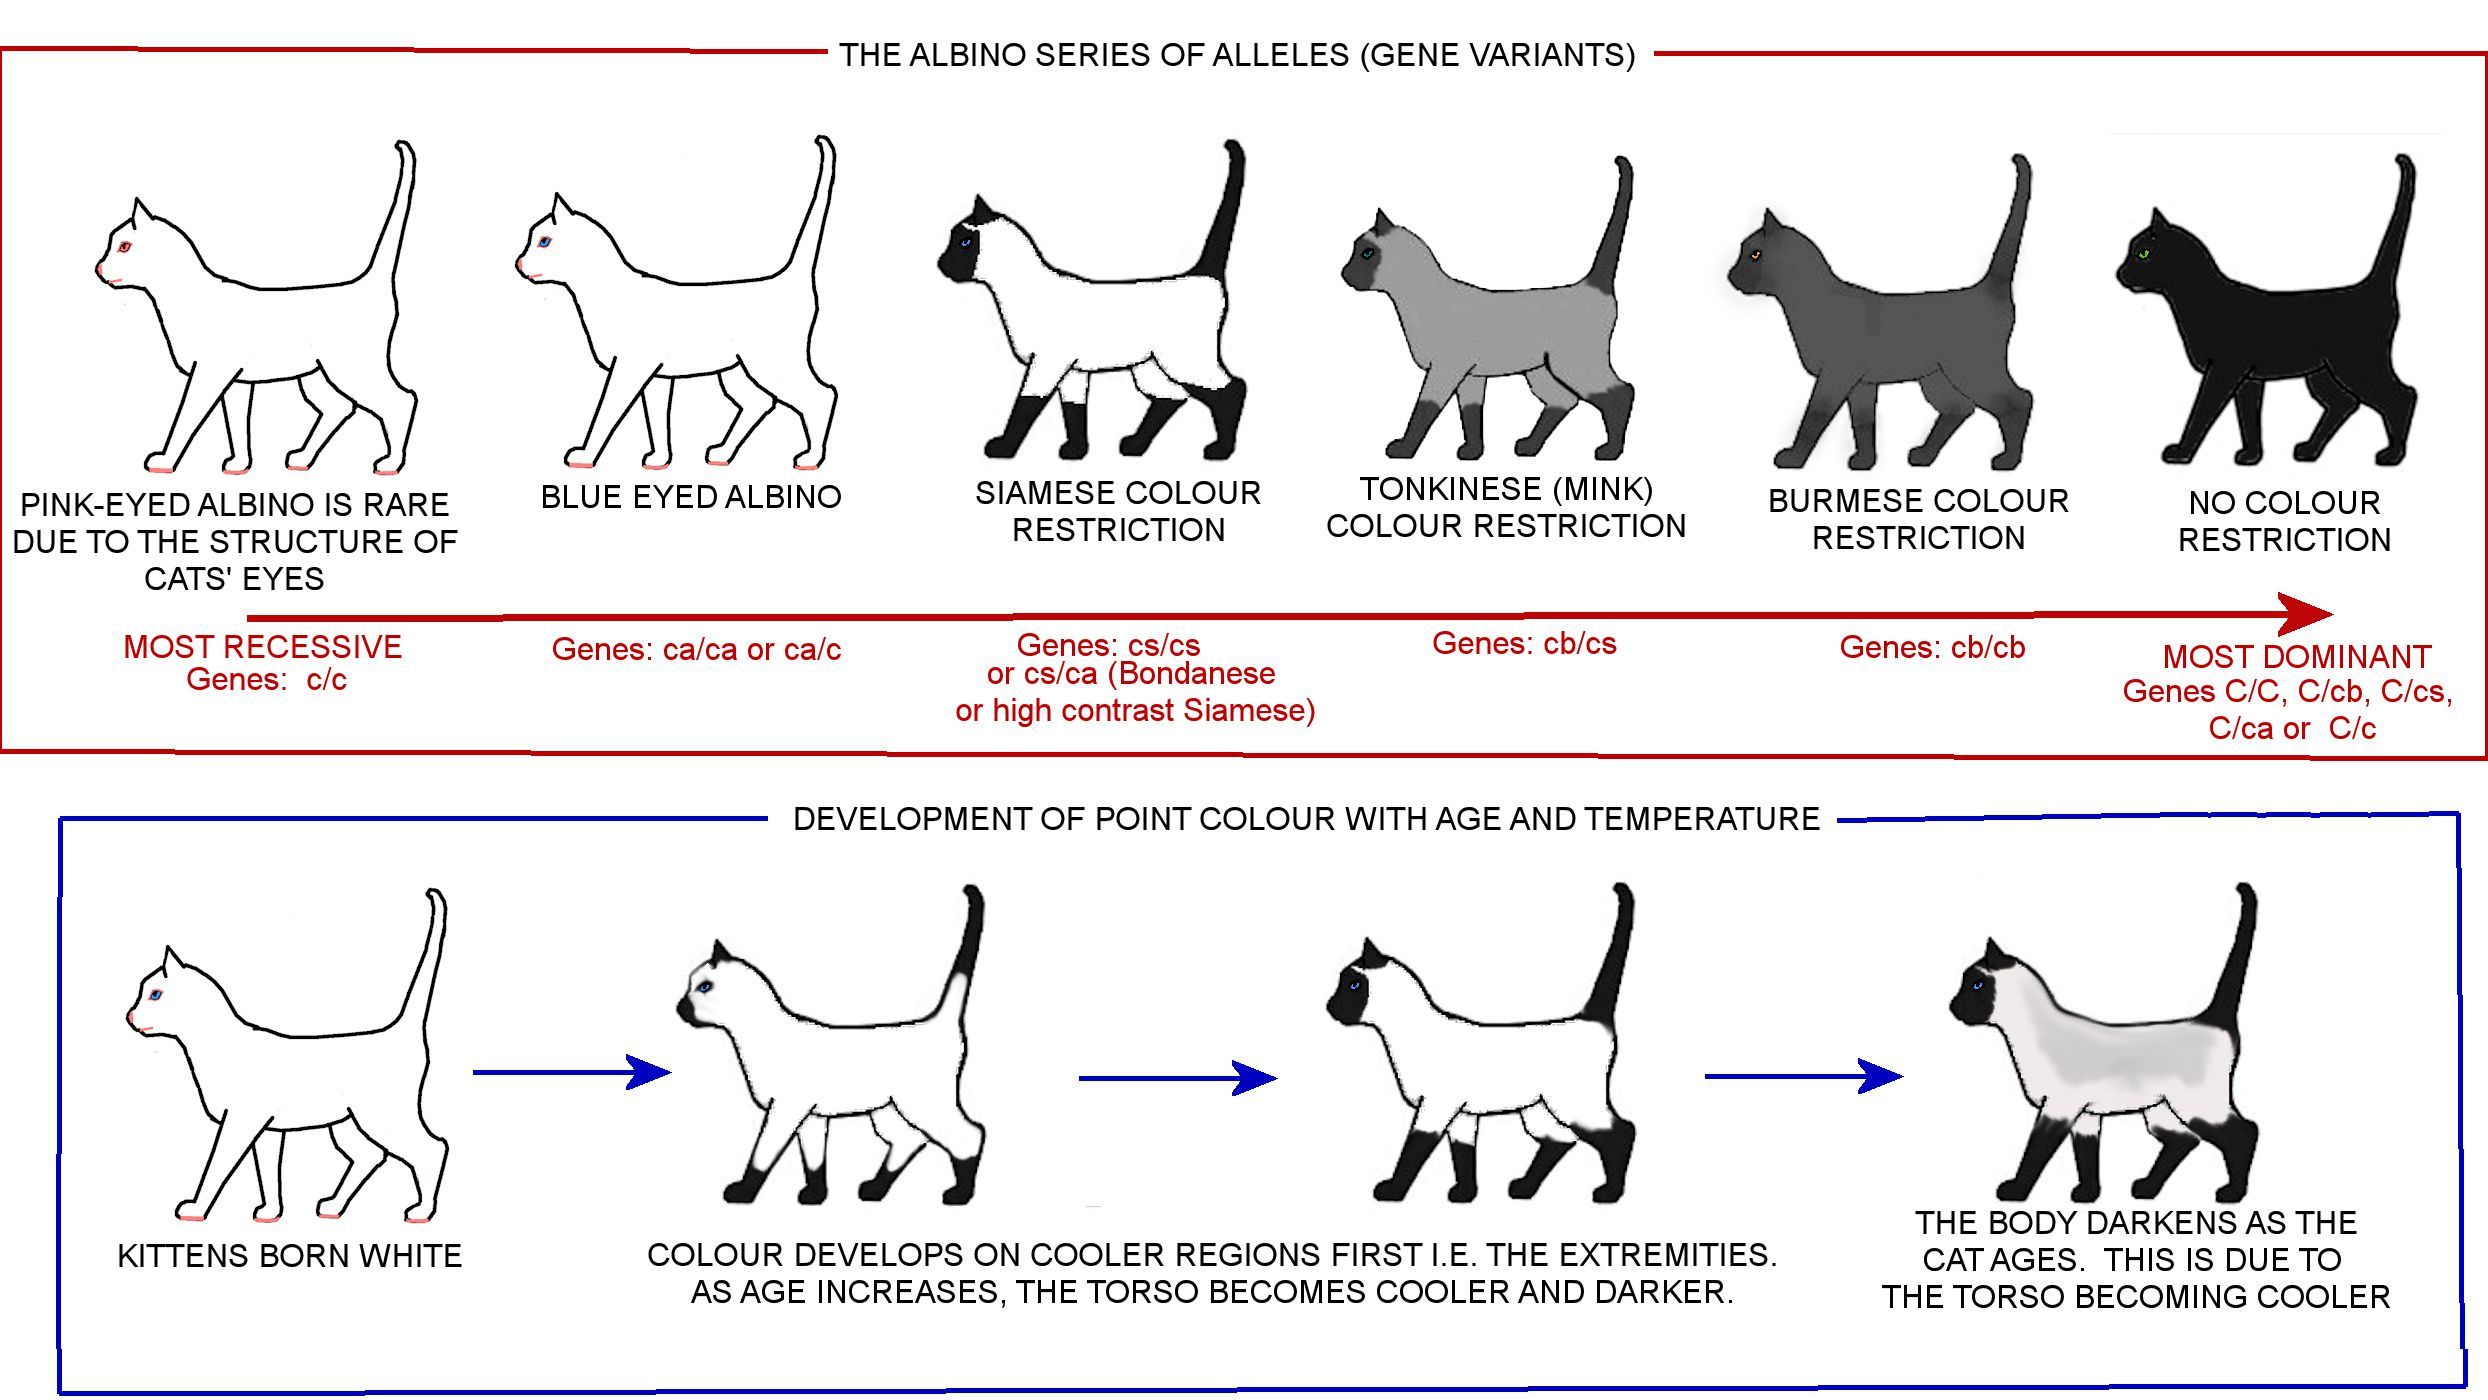 THE ALBINO SERIES OF ALLELES (GENE VARIANTS)
PINK-EYED ALBINO IS RARE
DUE TO THE STRUCTURE OF
CATS' EYES
BLUE EYED ALBINO
SIAMESE COLOUR
RESTRICTION
TONKINESE (MINK)
COLOUR RESTRICTION
BURMESE COLOUR
RESTRICTION
NO COLOUR
RESTRICTION
MOST RECESSIVE
Genes:  c/c
Genes: ca/ca or ca/c
Genes: cs/cs
or cs/ca (Bondanese
or high contrast Siamese)
Genes: cb/cs
Genes: cb/cb
MOST DOMINANT
Genes C/C, C/cb, C/cs,
C/ca or  C/c
DEVELOPMENT OF POINT COLOUR WITH AGE AND TEMPERATURE
KITTENS BORN WHITE
COLOUR DEVELOPS ON COOLER REGIONS FIRST I.E. THE EXTREMITIES.
AS AGE INCREASES, THE TORSO BECOMES COOLER AND DARKER.
THE BODY DARKENS AS THE
CAT AGES.  THIS IS DUE TO
THE TORSO BECOMING COOLER